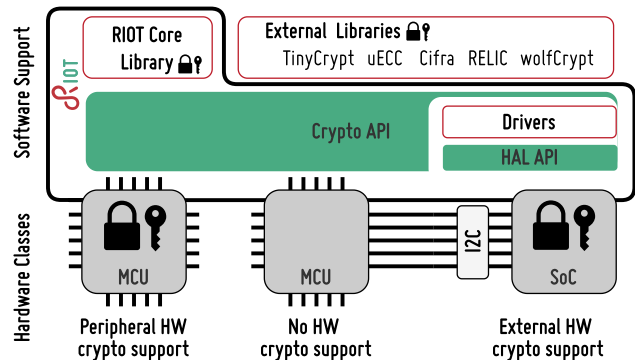 Software Support
RIOT
RIOT Core
Library
External Libraries
TinyCrypt uECC Cifra RELIC wolfCrypt
Crypto API
Drivers
HAL API
Hardware Classes
MCU
MCU
I2C
SoC
Peripheral HW
crypto support
No HW
crypto support
External HW
crypto support